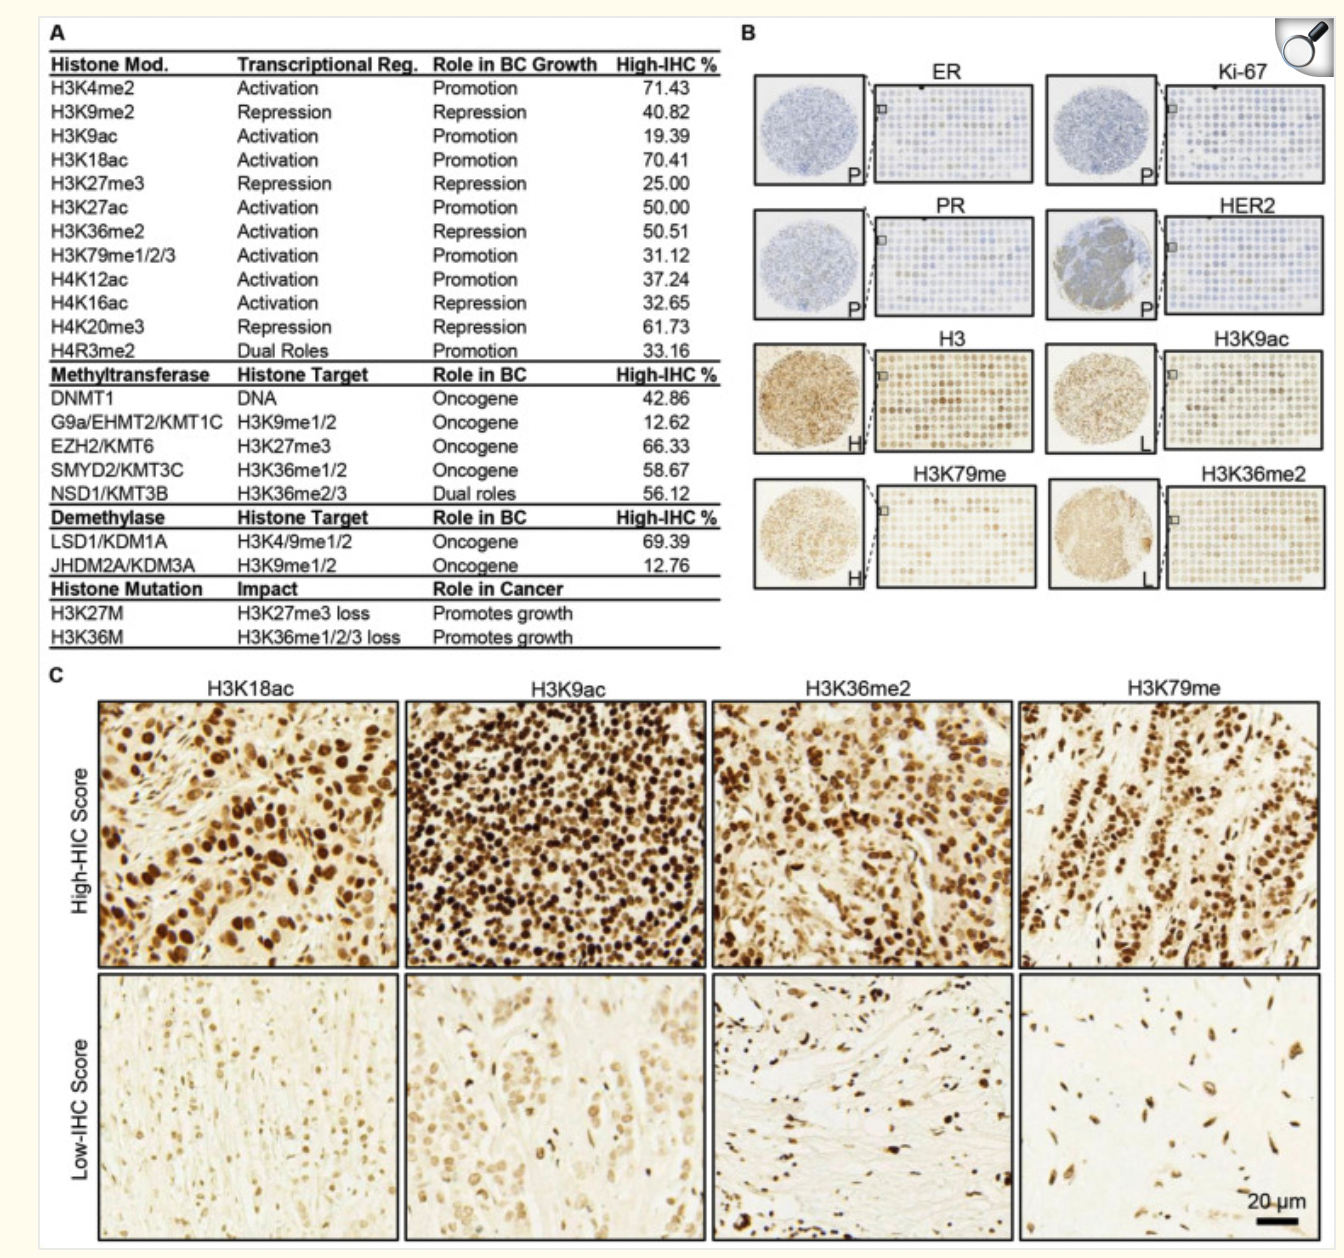 A
Histone Mod. Transcriptional Reg. Role in BC Growth High-IHC %
H3K4me2 Activation Promotion 71.43
H3K9me2 Repression Repression 40.82
H3K9ac Activation Promotion 19.39
H3K18ac Activation Promotion 70.41
H3K27me3 Repression Repression 25.00
H3K27ac Activation Promotion 50.00
H3K36me2 Activation Repression 50.51
H3K79me1/2/3 Activation Promotion 31.12
H4K12ac Activation Promotion 37.24
H4K16ac Activation Repression 32.65
H4K20me3 Repression Repression 61.73
H4R3me2 Dual Roles Promotion 33.16
Methyltransferase Histone Target Role in BC High-IHC %
DNMT1 DNA Oncogene 42.86
G9a/EHMT2/KMT1C H3K9me1/2 Oncogene 12.62
EZH2/KMT6 H3K27me3 Oncogene 66.33
SMYD2/KMT3C H3K36me1/2 Oncogene 58.67
NSD1/KMT3B H3K36me2/3 Dual roles 56.12
Demethylase Histone Target Role in BC High-IHC %
LSD1/KDM1A H3K4/9me1/2 Oncogene 69.39
JHDM2A/KDM3A H3K9me1/2 Oncogene 12.76
Histone Mutation Impact Role in Cancer
H3K27M H3K27me3 loss Promotes growth
H3K36M H3K36me1/2/3 loss Promotes growth
B
ER Ki-67
P P
PR HER2
P P
H3 H3K9ac
H L
H3K79me H3K36me2
H L
C
H3K18ac H3K9ac H3K36me2 H3K79me
High-HIC Score
Low-IHC Score
20 µm